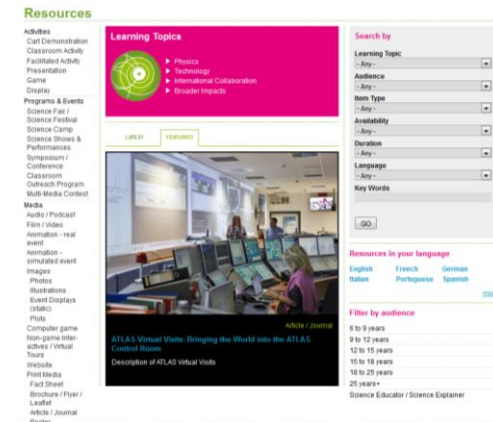 Resources
Activities
Cart Demonstration
Classroom Activity
Facilitated Activity
Presentation
Game
Display
Programs & Events
Science Fair /
Science Festival
Science Camp
Science Shows &
Performances
Symposium /
Conference
Classroom
Outreach Program
Multi-Media Contest
Media
Audio / Podcast
Film / Video
Animation - real
event
Animation -
simulated event
Images
Photos
Illustrations
Event Displays
(static)
Plots
Computer game
Non-game Inter-
actives / Virtual
Tours
Website
Print Media
Fact Sheet
Brochure / Flyer /
Leaflet
Article / Journal
Learning Topics
Physics
Technology
International Collaboration
Broader Impacts
LATEST FEATURED
Article / Journal
ATLAS Virtual Visits: Bringing the World into the ATLAS
Control Room
Description of ATLAS Virtual Visits
Search by
Learning Topic
- Any -
Audience
- Any -
Item Type
- Any -
Availability
- Any -
Duration
- Any -
Language
- Any -
Key Words
GO
Resources in your language
English French German
Italian Portuguese Spanish
Filter by audience
6 to 9 years
9 to 12 years
12 to 15 years
15 to 18 years
18 to 25 years
25 years+
Science Educator / Science Explainer